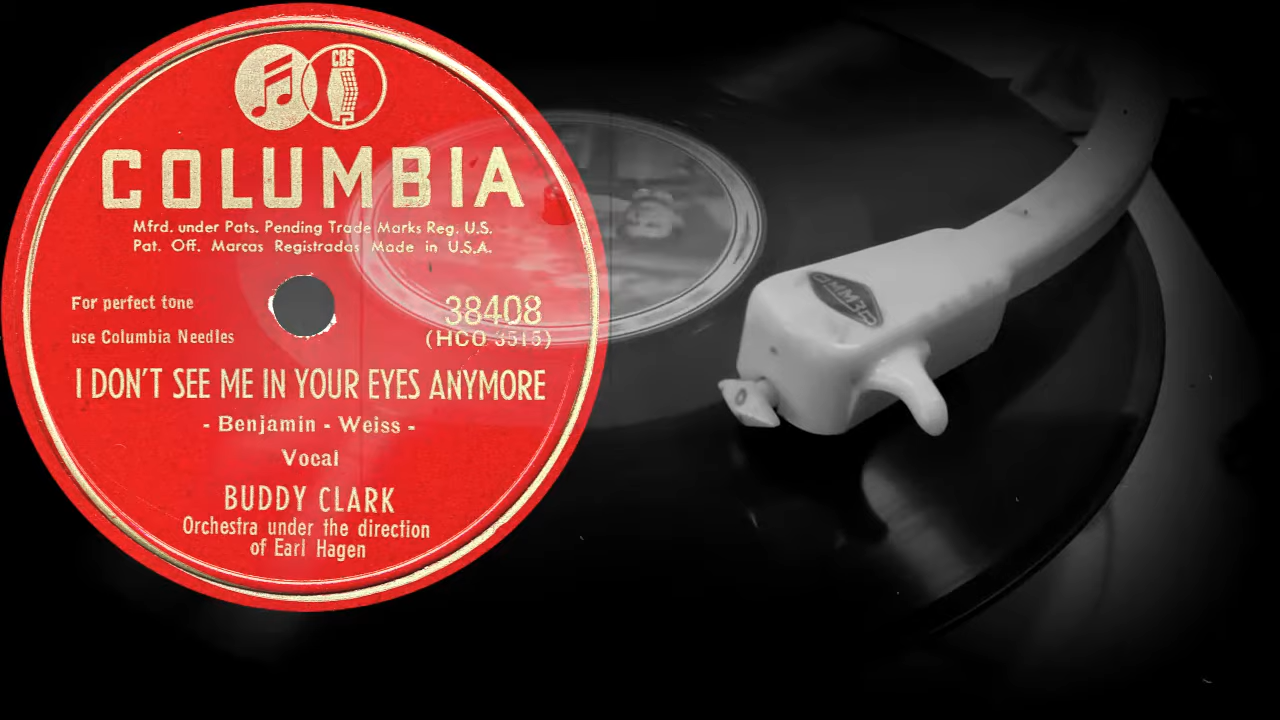 CBS
COLUMBIA
Mfrd. under Pats. Pending Trade Marks Reg. U.S.
Pat. Off. Marcas Registradas Made in U.S.A.
For perfect tone
use Columbia Needles
38408
(HCO 3515)
I DON'T SEE ME IN YOUR EYES ANYMORE
- Benjamin - Weiss -
Vocal
BUDDY CLARK
Orchestra under the direction
of Earl Hagen